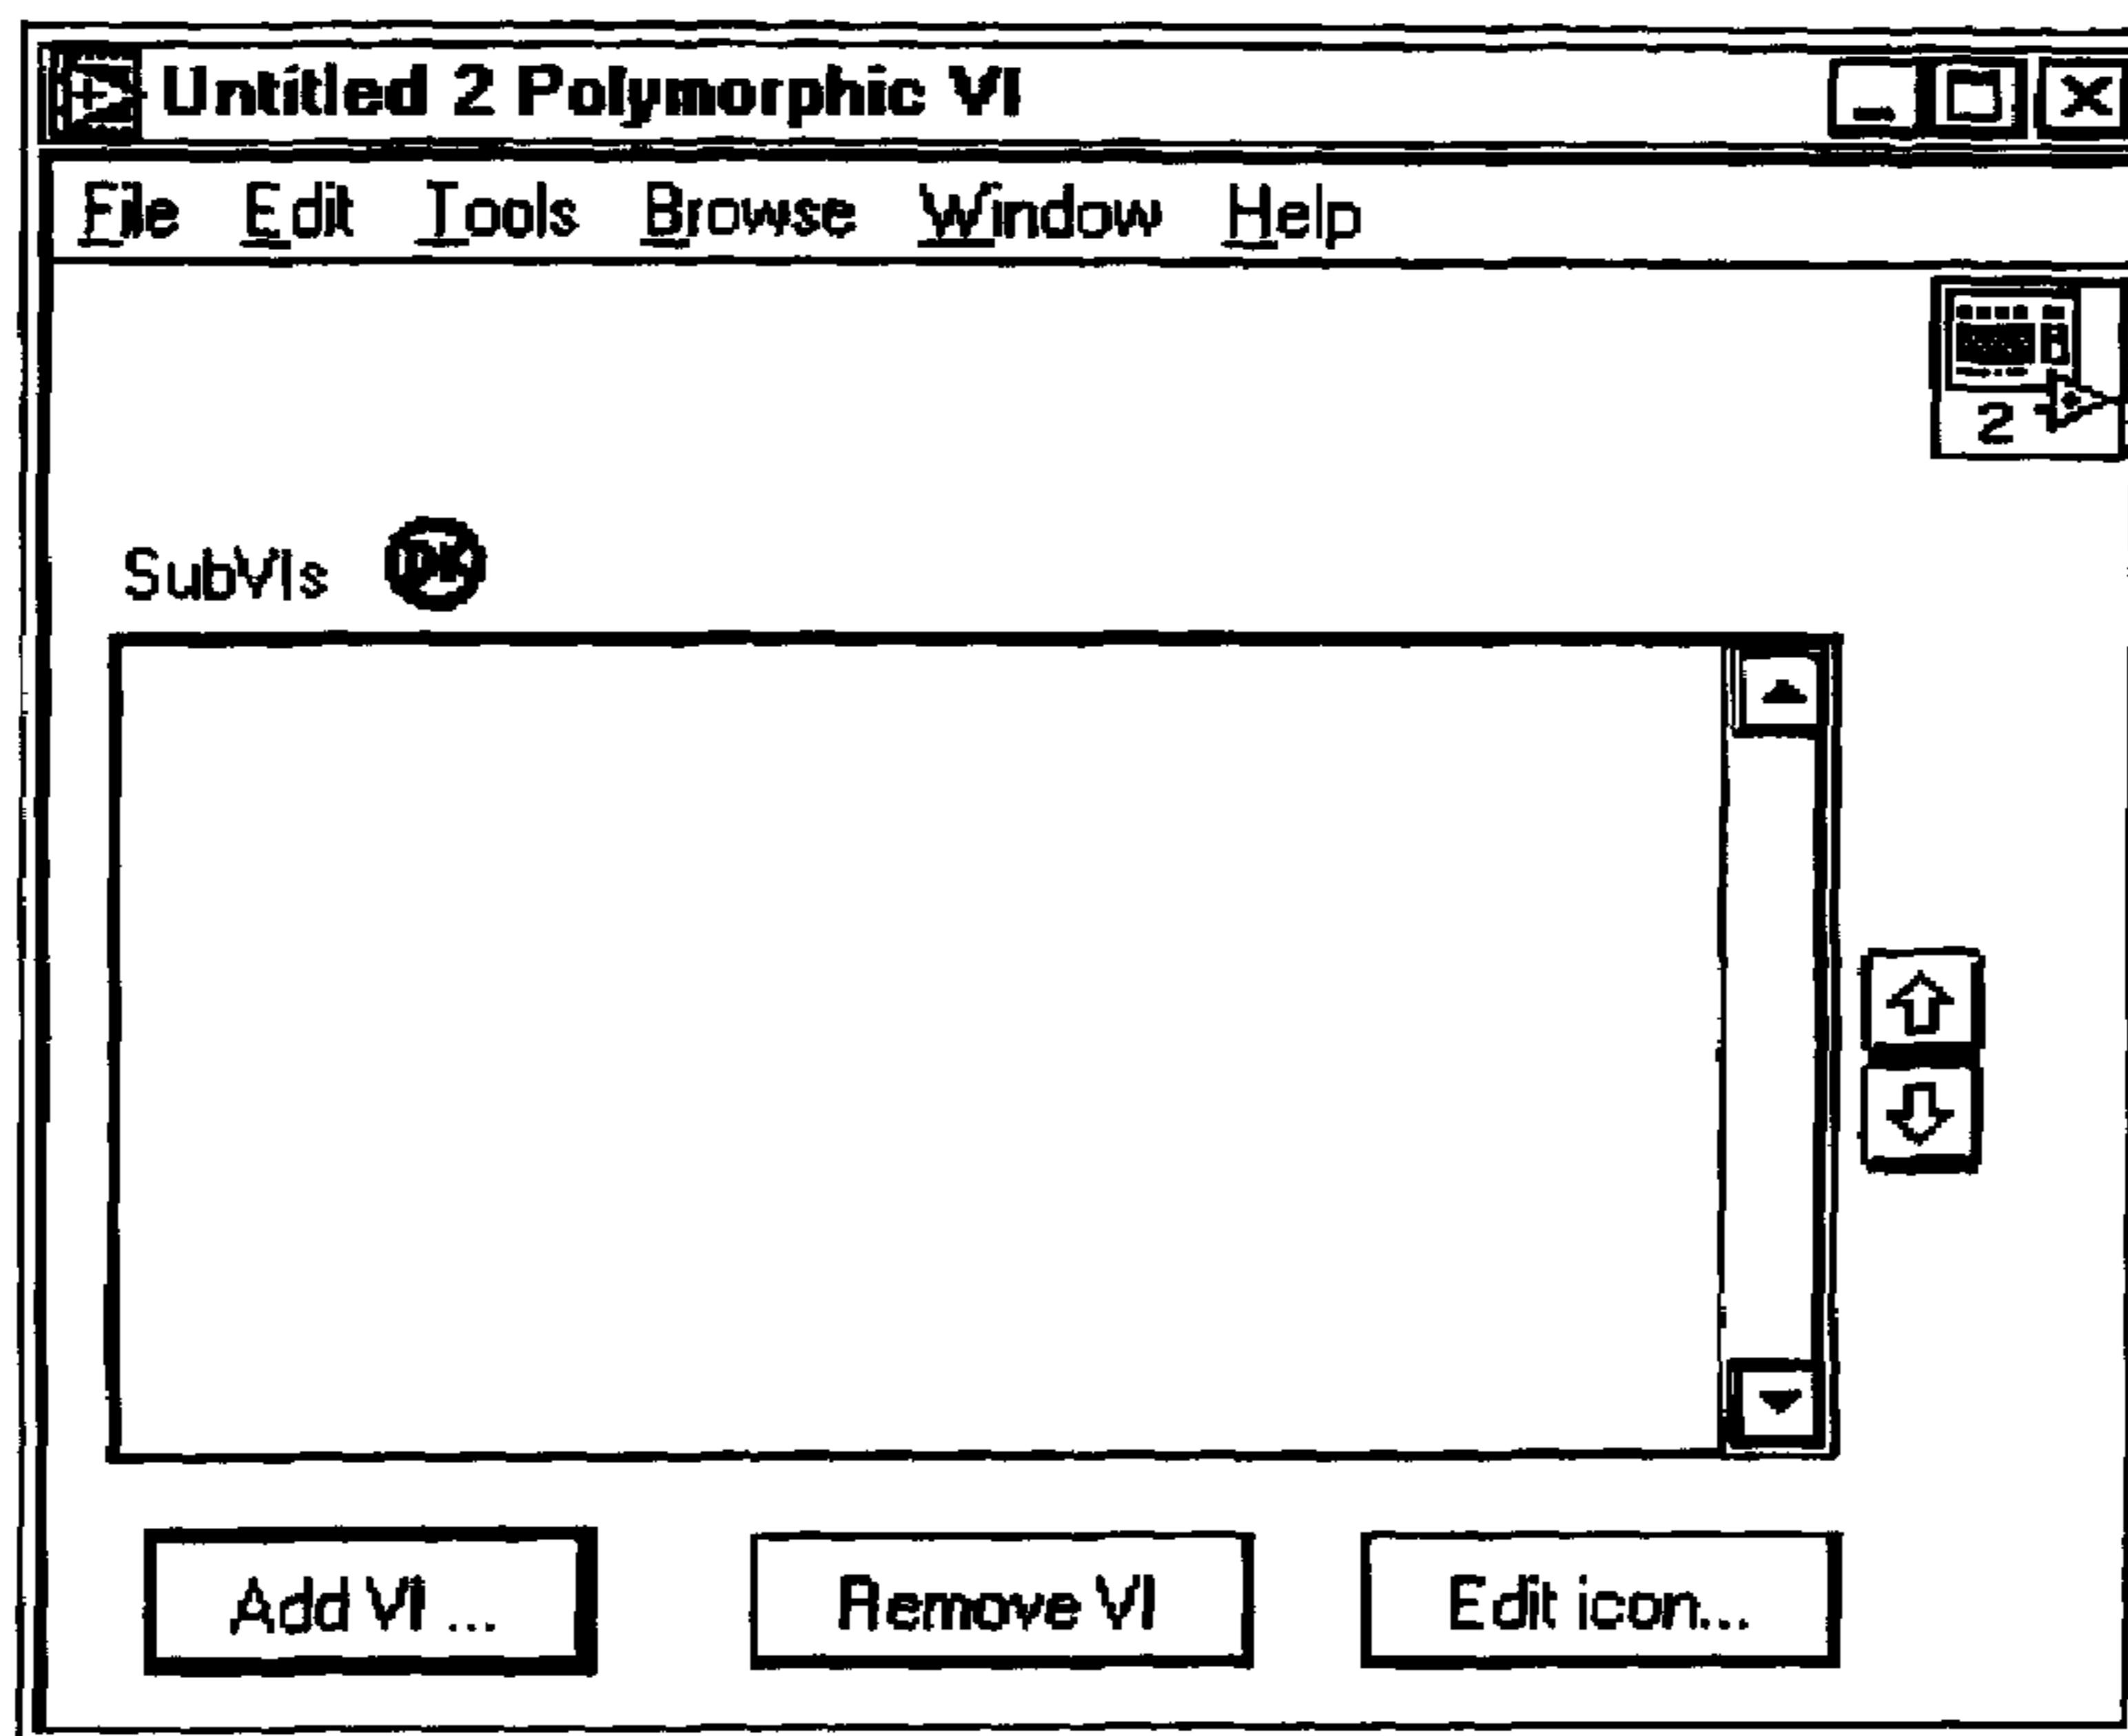 Untitled 2 Polymorphic VI
File Edit Tools Browse Window Help
2
SubVIs
Add VI ... Remove VI Edit icon...